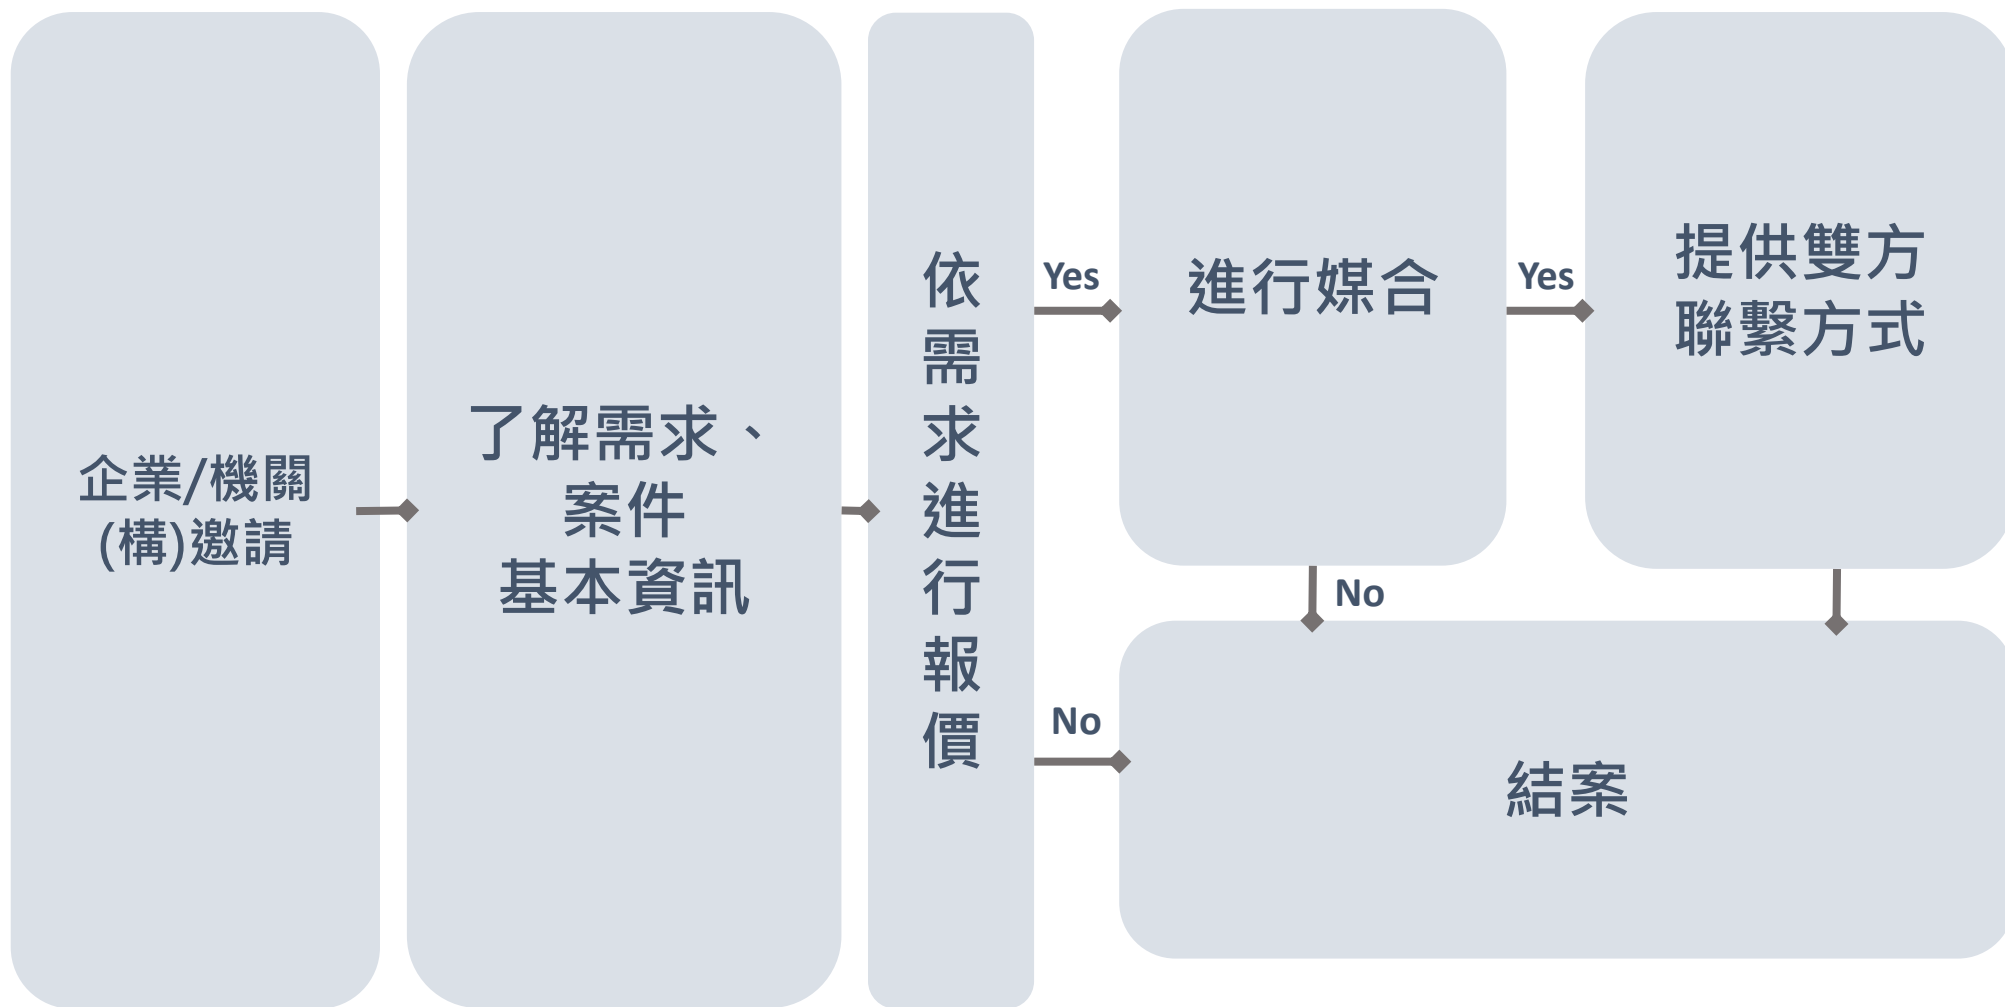 企業/機關
(構)邀請
了解需求、
案件
基本資訊
依需求進行報價
Yes
進行媒合
Yes
提供雙方
聯繫方式
No
No
結案